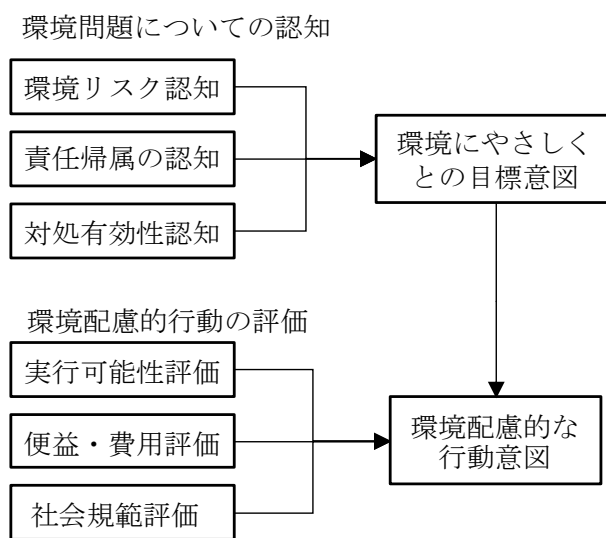 環境問題についての認知
環境リスク認知
責任帰属の認知
対処有効性認知
環境にやさしく
との目標意図
環境配慮的行動の評価
実行可能性評価
便益・費用評価
社会規範評価
環境配慮的な
行動意図